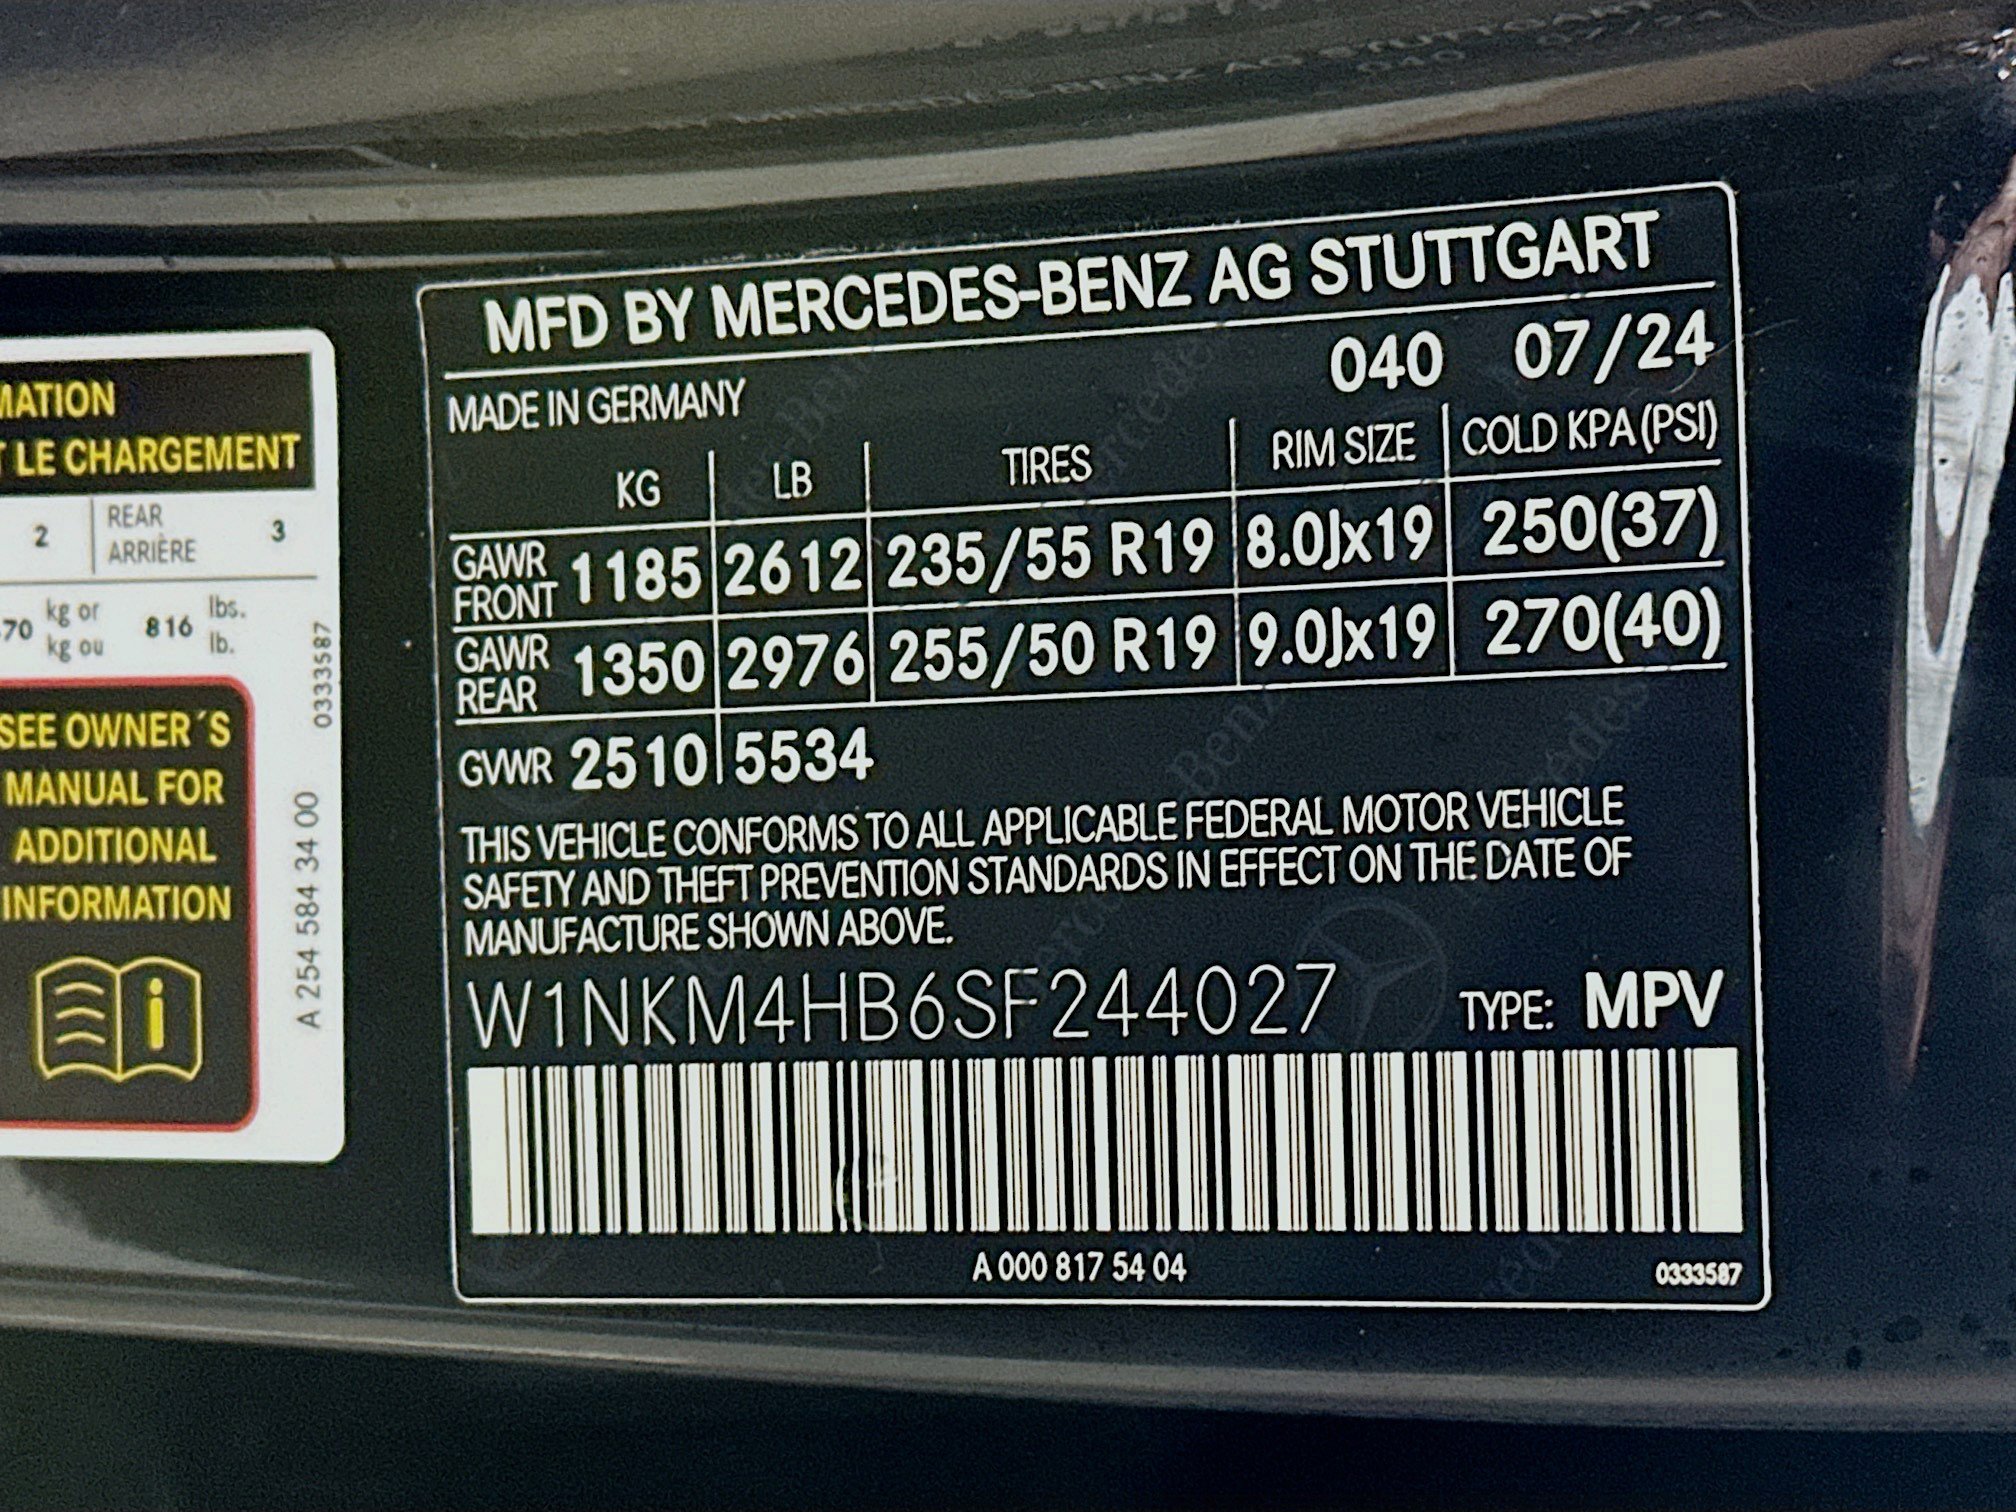 MATION
T LE CHARGEMENT
2 REAR 3
ARRIÈRE
70 kg or 816 lbs.
kg ou lb.
SEE OWNER´S
MANUAL FOR
ADDITIONAL
INFORMATION
A 254 584 34 00 0333587
MFD BY MERCEDES-BENZ AG STUTTGART
MADE IN GERMANY 040 07/24
KG LB TIRES RIM SIZE COLD KPA(PSI)
GAWR FRONT 1185 2612 235/55 R19 8.0Jx19 250(37)
GAWR REAR 1350 2976 255/50 R19 9.0Jx19 270(40)
GVWR 2510 5534
THIS VEHICLE CONFORMS TO ALL APPLICABLE FEDERAL MOTOR VEHICLE
SAFETY AND THEFT PREVENTION STANDARDS IN EFFECT ON THE DATE OF
MANUFACTURE SHOWN ABOVE.
W1NKM4HB6SF244027 TYPE: MPV
A 000 817 54 04 0333587